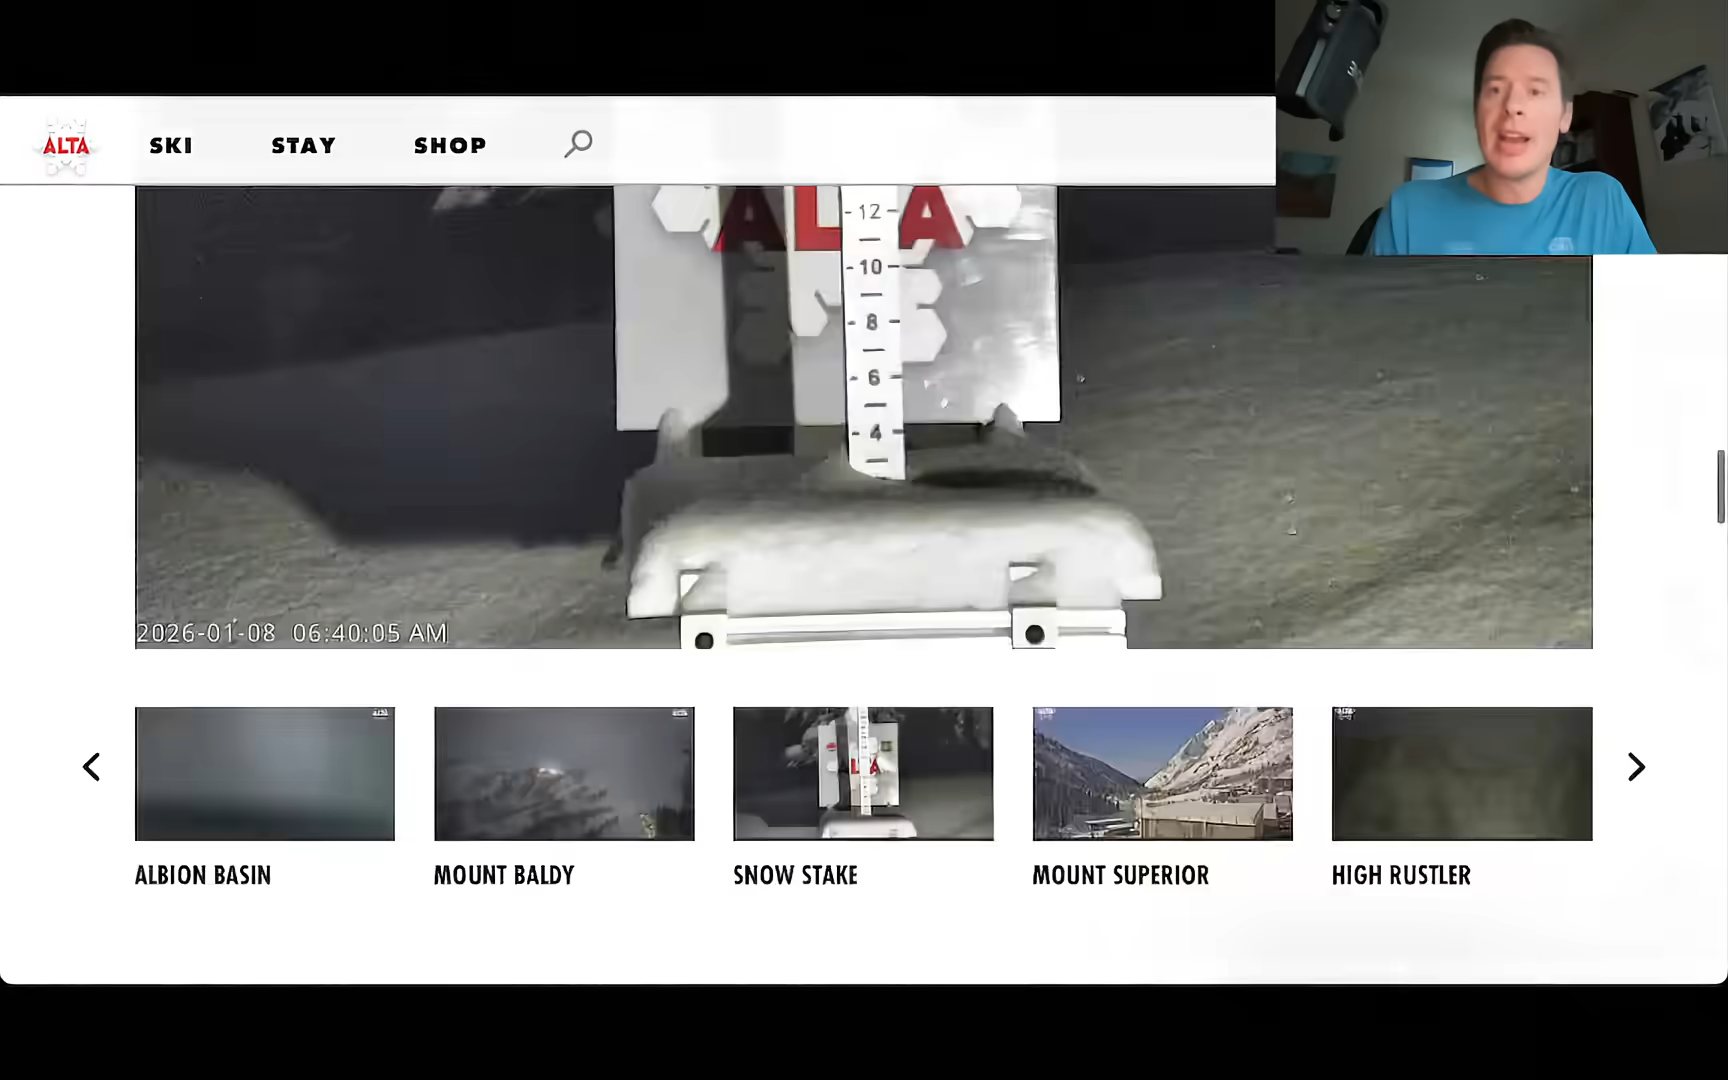 ALTA
SKI
STAY
SHOP
ALTA
12
10
8
6
4
2026-01-08 06:40:05 AM
ALBION BASIN
MOUNT BALDY
SNOW STAKE
MOUNT SUPERIOR
HIGH RUSTLER